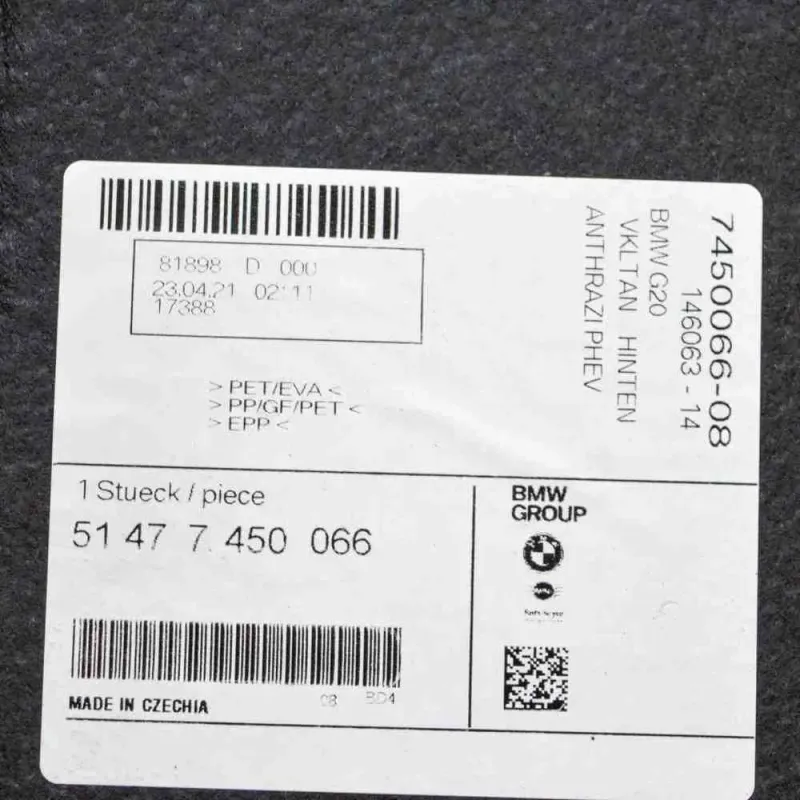 81898 D 000
23.04.21 02:11
17388
> PET/EVA <
> PP/GF/PET <
> EPP <
7450066-08
146063 - 14
BMW G20
VKLTAN HINTEN
ANTHRAZI PHEV
1 Stueck / piece
51 47 7 450 066
MADE IN CZECHIA
08 BD4
BMW
GROUP